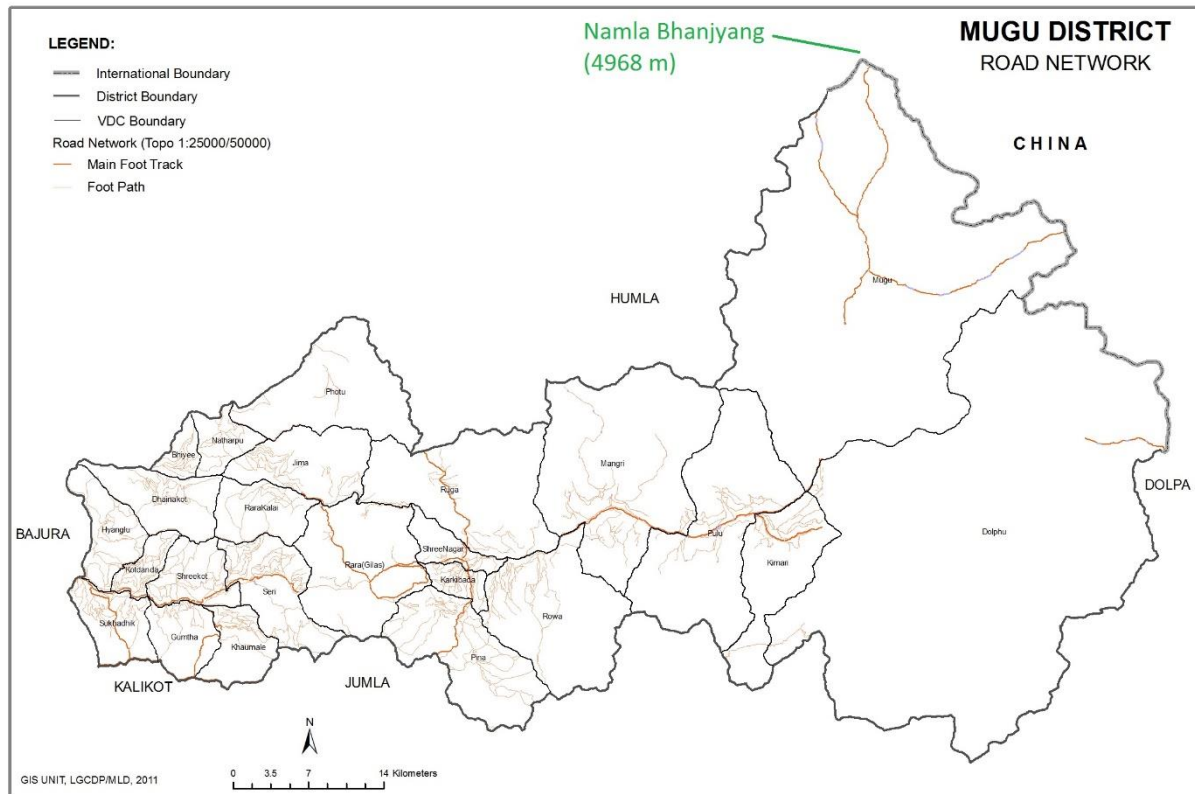 MUGU DISTRICT
ROAD NETWORK
Namla Bhanjyang
(4968 m)
LEGEND:
International Boundary
District Boundary
VDC Boundary
Road Network (Topo 1:25000/50000)
Main Foot Track
Foot Path
CHINA
HUMLA
Mugu
DOLPA
Dolphu
BAJURA
Photu
Natharpu
Bhiyee
Jima
Dhainakot
RaraKalai
Hyanglu
Ruga
Mangri
Pulu
Kimari
Rara(Gilas)
ShreeNagar
Karkibada
Koldanda
Shreekot
Seri
Rowa
Sukhadhik
Gumtha
Khaumale
Pina
KALIKOT
JUMLA
N
0 3.5 7 14 Kilometers
GIS UNIT, LGCDP/MLD, 2011